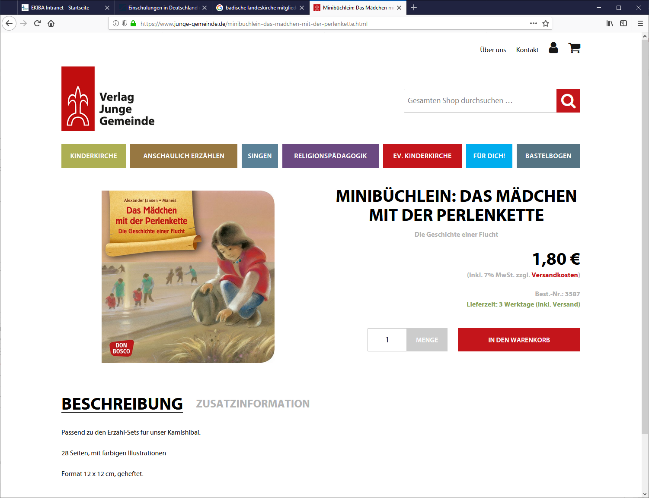 EKIBA Intranet - Startseite
Einschulungen in Deutschland
badische landeskirche mitglied
Minibüchlein: Das Mädchen mit
https://www.junge-gemeinde.de/minibuechlein-das-maedchen-mit-der-perlenkette.html
Über uns Kontakt
Verlag
Junge
Gemeinde
Gesamten Shop durchsuchen ...
KINDERKIRCHE ANSCHAULICH ERZÄHLEN SINGEN RELIGIONSPÄDAGOGIK EV. KINDERKIRCHE FÜR DICH! BASTELBOGEN
Das Mädchen
mit der Perlenkette
Die Geschichte einer Flucht
DON
BOSCO
MINIBÜCHLEIN: DAS MÄDCHEN
MIT DER PERLENKETTE
Die Geschichte einer Flucht
1,80 €
(inkl. 7% MwSt. zzgl. Versandkosten)
Best.-Nr.: 3587
Lieferzeit: 3 Werktage (inkl. Versand)
1 MENGE IN DEN WARENKORB
BESCHREIBUNG ZUSATZINFORMATION
Passend zu den Erzähl-Sets für unser Kamishibai.
28 Seiten, mit farbigen Illustrationen
Format 12 x 12 cm, geheftet.